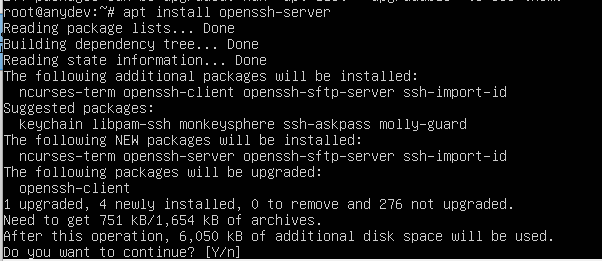 root@anydev:~# apt install openssh-server
Reading package lists... Done
Building dependency tree... Done
Reading state information... Done
The following additional packages will be installed:
  ncurses-term openssh-client openssh-sftp-server ssh-import-id
Suggested packages:
  keychain libpam-ssh monkeysphere ssh-askpass molly-guard
The following NEW packages will be installed:
  ncurses-term openssh-server openssh-sftp-server ssh-import-id
The following packages will be upgraded:
  openssh-client
1 upgraded, 4 newly installed, 0 to remove and 276 not upgraded.
Need to get 751 kB/1,654 kB of archives.
After this operation, 6,050 kB of additional disk space will be used.
Do you want to continue? [Y/n]